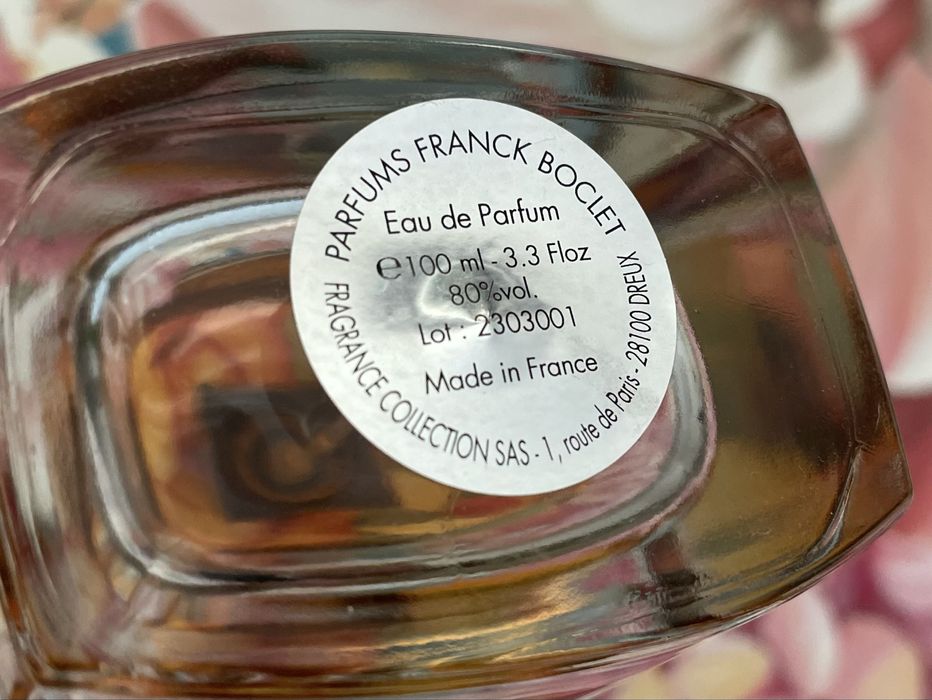 PARFUMS FRANCK BOCLET
Eau de Parfum
℮100 ml - 3.3 Floz
80%vol.
Lot : 2303001
Made in France
FRAGRANCE COLLECTION SAS - 1, route de Paris - 28100 DREUX